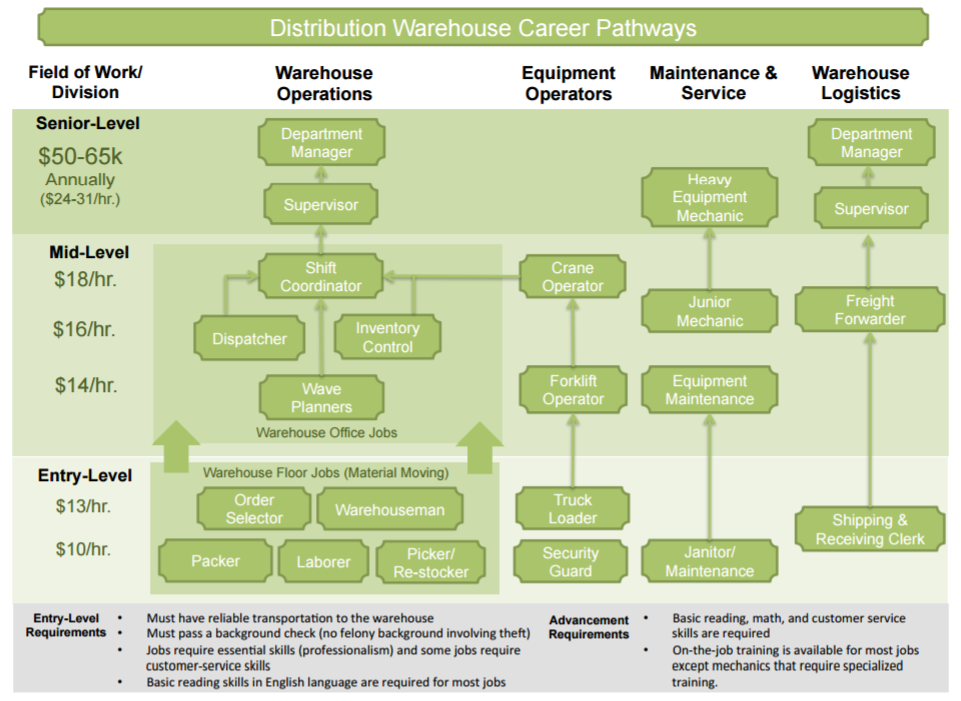 Distribution Warehouse Career Pathways
Field of Work/
Division
Warehouse
Operations
Equipment
Operators
Maintenance &
Service
Warehouse
Logistics
Senior-Level
$50-65k
Annually
($24-31/hr.)
Department
Manager
Supervisor
Heavy
Equipment
Mechanic
Department
Manager
Supervisor
Mid-Level
$18/hr.
$16/hr.
$14/hr.
Shift
Coordinator
Dispatcher
Inventory
Control
Wave
Planners
Warehouse Office Jobs
Crane
Operator
Forklift
Operator
Junior
Mechanic
Equipment
Maintenance
Freight
Forwarder
Entry-Level
$13/hr.
$10/hr.
Warehouse Floor Jobs (Material Moving)
Order
Selector
Warehouseman
Packer
Laborer
Picker/
Re-stocker
Truck
Loader
Security
Guard
Janitor/
Maintenance
Shipping &
Receiving Clerk
Entry-Level
Requirements
• Must have reliable transportation to the warehouse
• Must pass a background check (no felony background involving theft)
• Jobs require essential skills (professionalism) and some jobs require
customer-service skills
• Basic reading skills in English language are required for most jobs
Advancement
Requirements
• Basic reading, math, and customer service
skills are required
• On-the-job training is available for most jobs
except mechanics that require specialized
training.